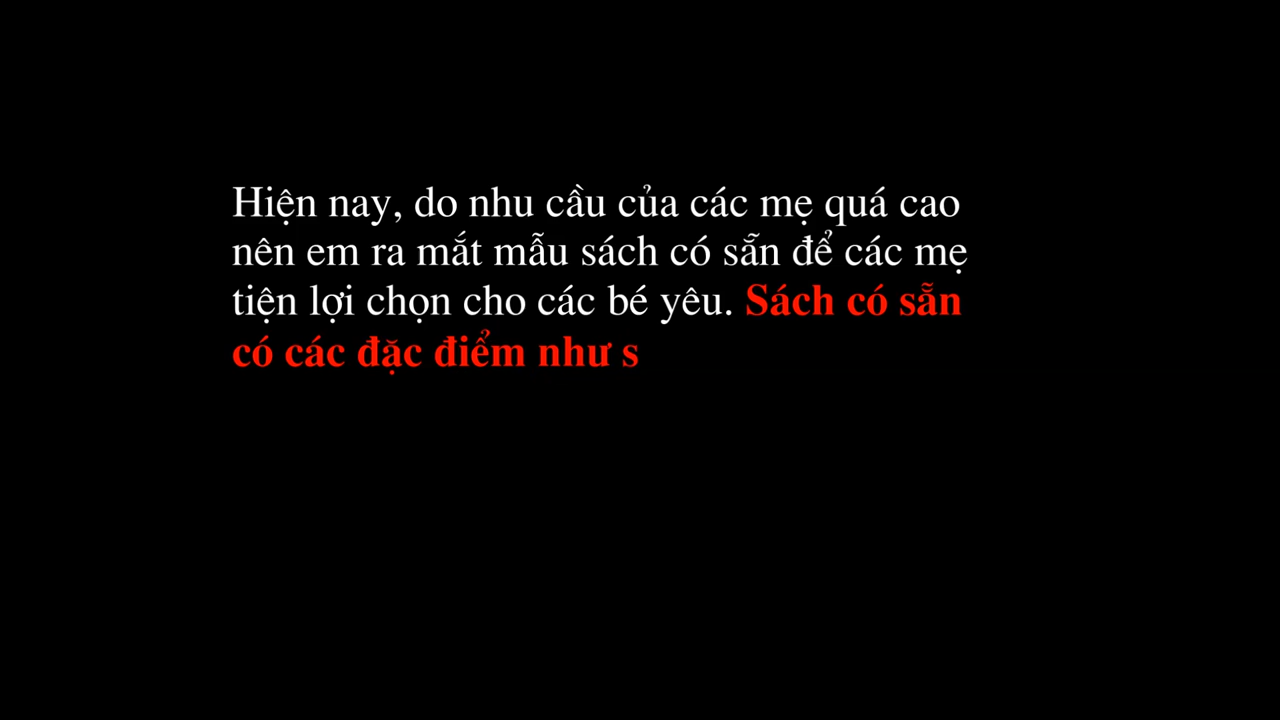 Hiện nay, do nhu cầu của các mẹ quá cao
nên em ra mắt mẫu sách có sẵn để các mẹ
tiện lợi chọn cho các bé yêu. Sách có sẵn
có các đặc điểm như s